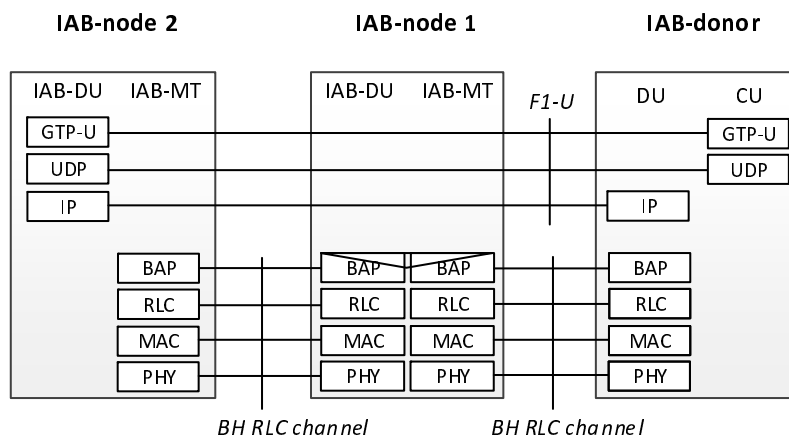 IAB-node 2 IAB-node 1 IAB-donor
IAB-DU IAB-MT IAB-DU IAB-MT F1-U DU CU
GTP-U GTP-U
UDP UDP
IP IP
BAP BAP BAP BAP
RLC RLC RLC RLC
MAC MAC MAC MAC
PHY PHY PHY PHY
BH RLC channel BH RLC channel